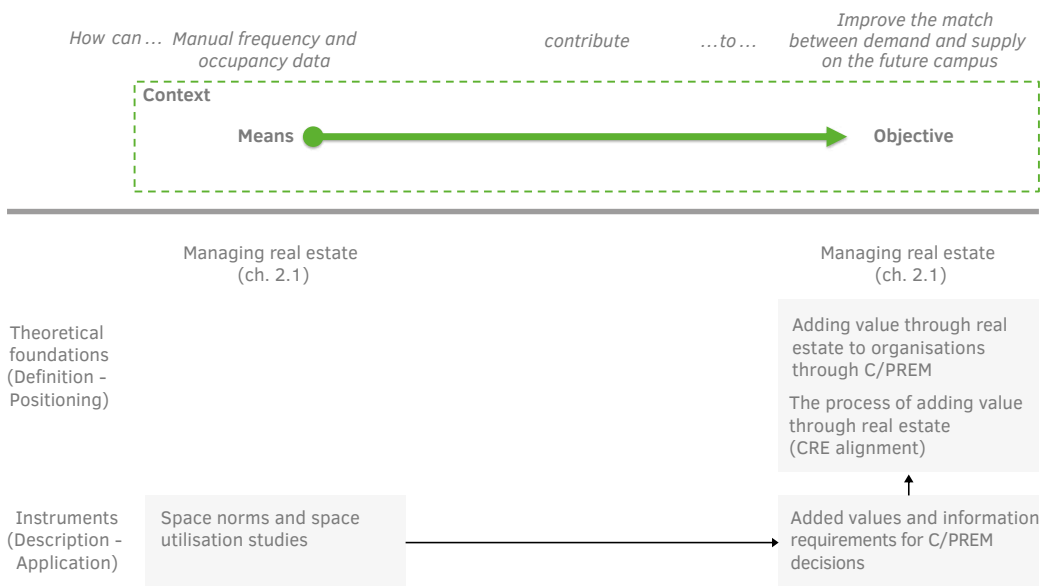 How can ...
Manual frequency and
occupancy data
contribute
...to ...
Improve the match
between demand and supply
on the future campus
Context
Means
Objective
Managing real estate
(ch. 2.1)
Managing real estate
(ch. 2.1)
Theoretical
foundations
(Definition -
Positioning)
Adding value through real
estate to organisations
through C/PREM
The process of adding value
through real estate
(CRE alignment)
Instruments
(Description -
Application)
Space norms and space
utilisation studies
Added values and information
requirements for C/PREM
decisions